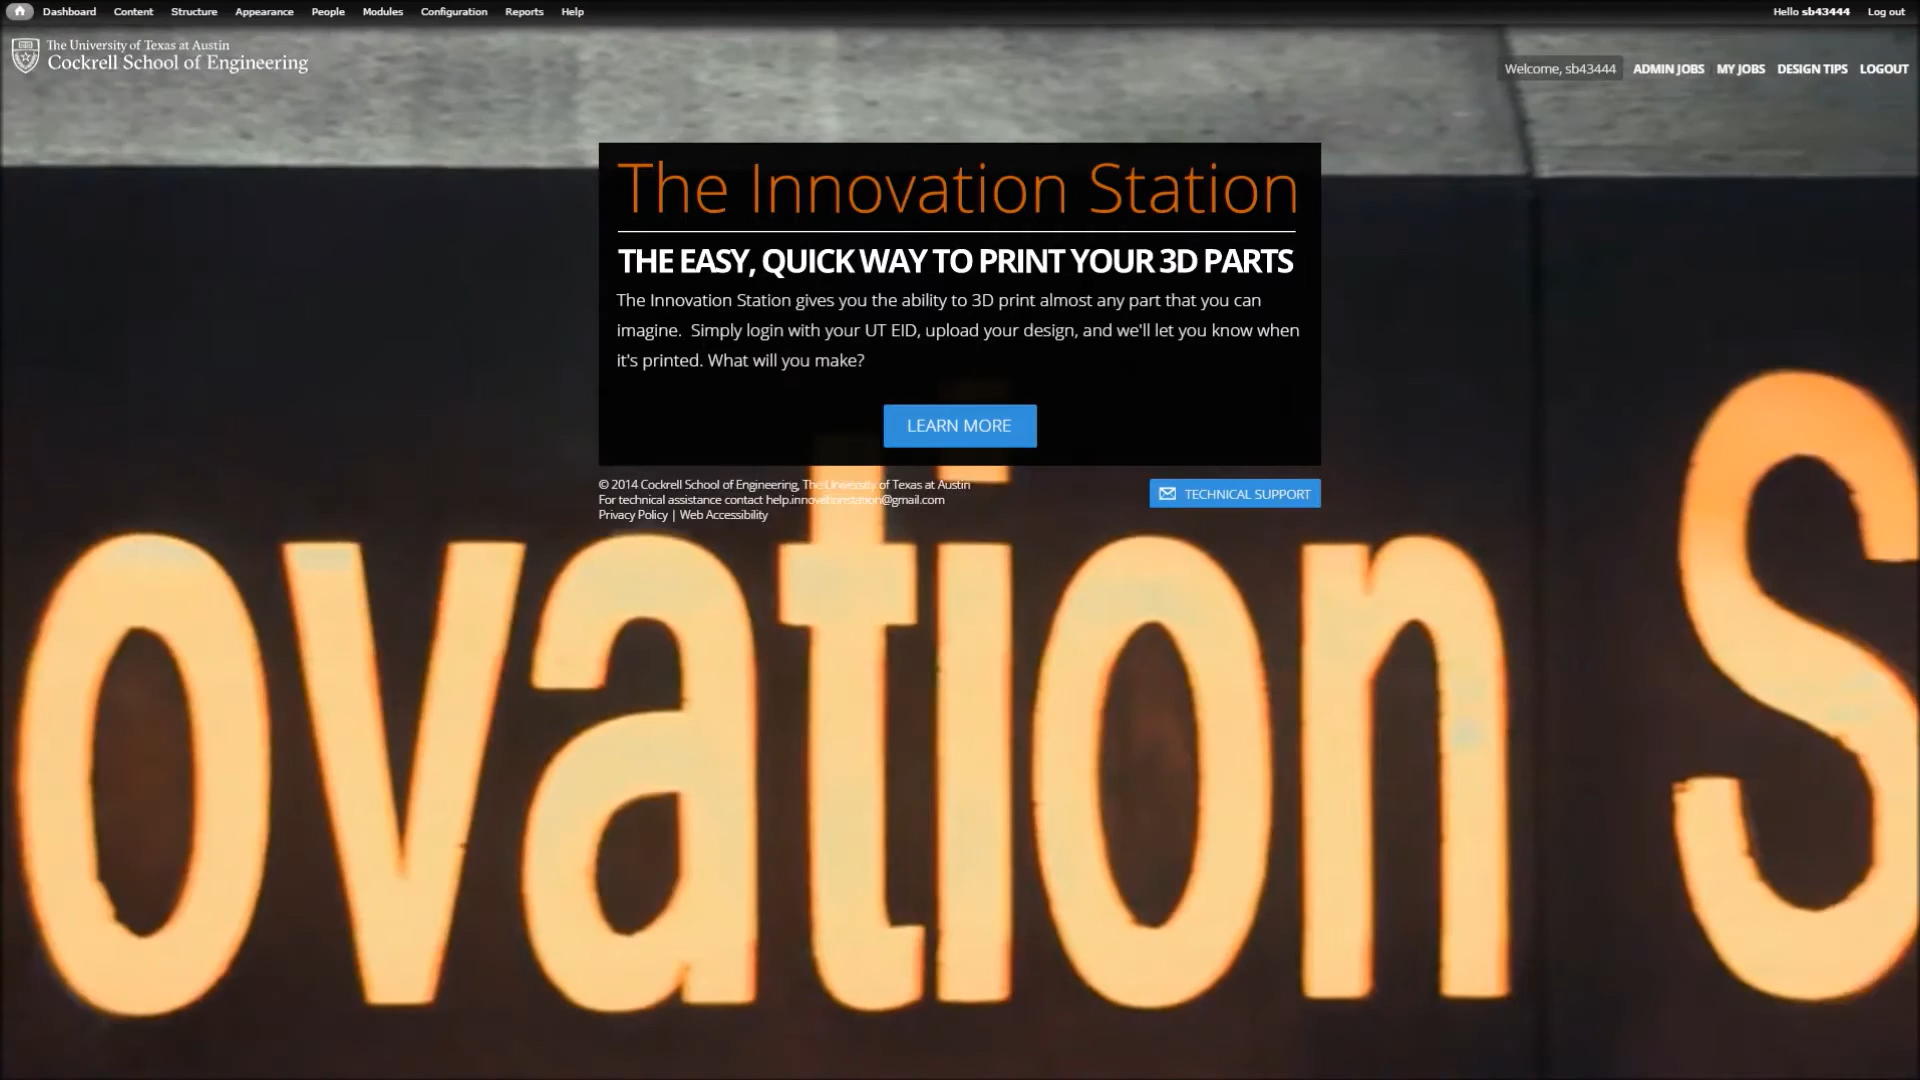 Dashboard Content Structure Appearance People Modules Configuration Reports Help Hello sb43444 Log out
The University of Texas at Austin
Cockrell School of Engineering
Welcome, sb43444 ADMIN JOBS MY JOBS DESIGN TIPS LOGOUT
The Innovation Station
THE EASY, QUICK WAY TO PRINT YOUR 3D PARTS
The Innovation Station gives you the ability to 3D print almost any part that you can
imagine. Simply login with your UT EID, upload your design, and we'll let you know when
it's printed. What will you make?
LEARN MORE
© 2014 Cockrell School of Engineering, The University of Texas at Austin
For technical assistance contact help.innovationstation@gmail.com
Privacy Policy | Web Accessibility
TECHNICAL SUPPORT
ovation S